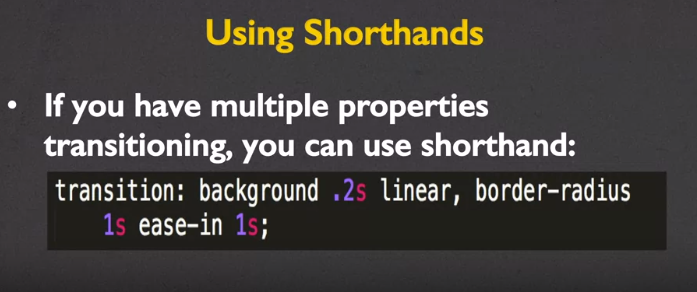 Using Shorthands
• If you have multiple properties
transitioning, you can use shorthand:
transition: background .2s linear, border-radius
1s ease-in 1s;